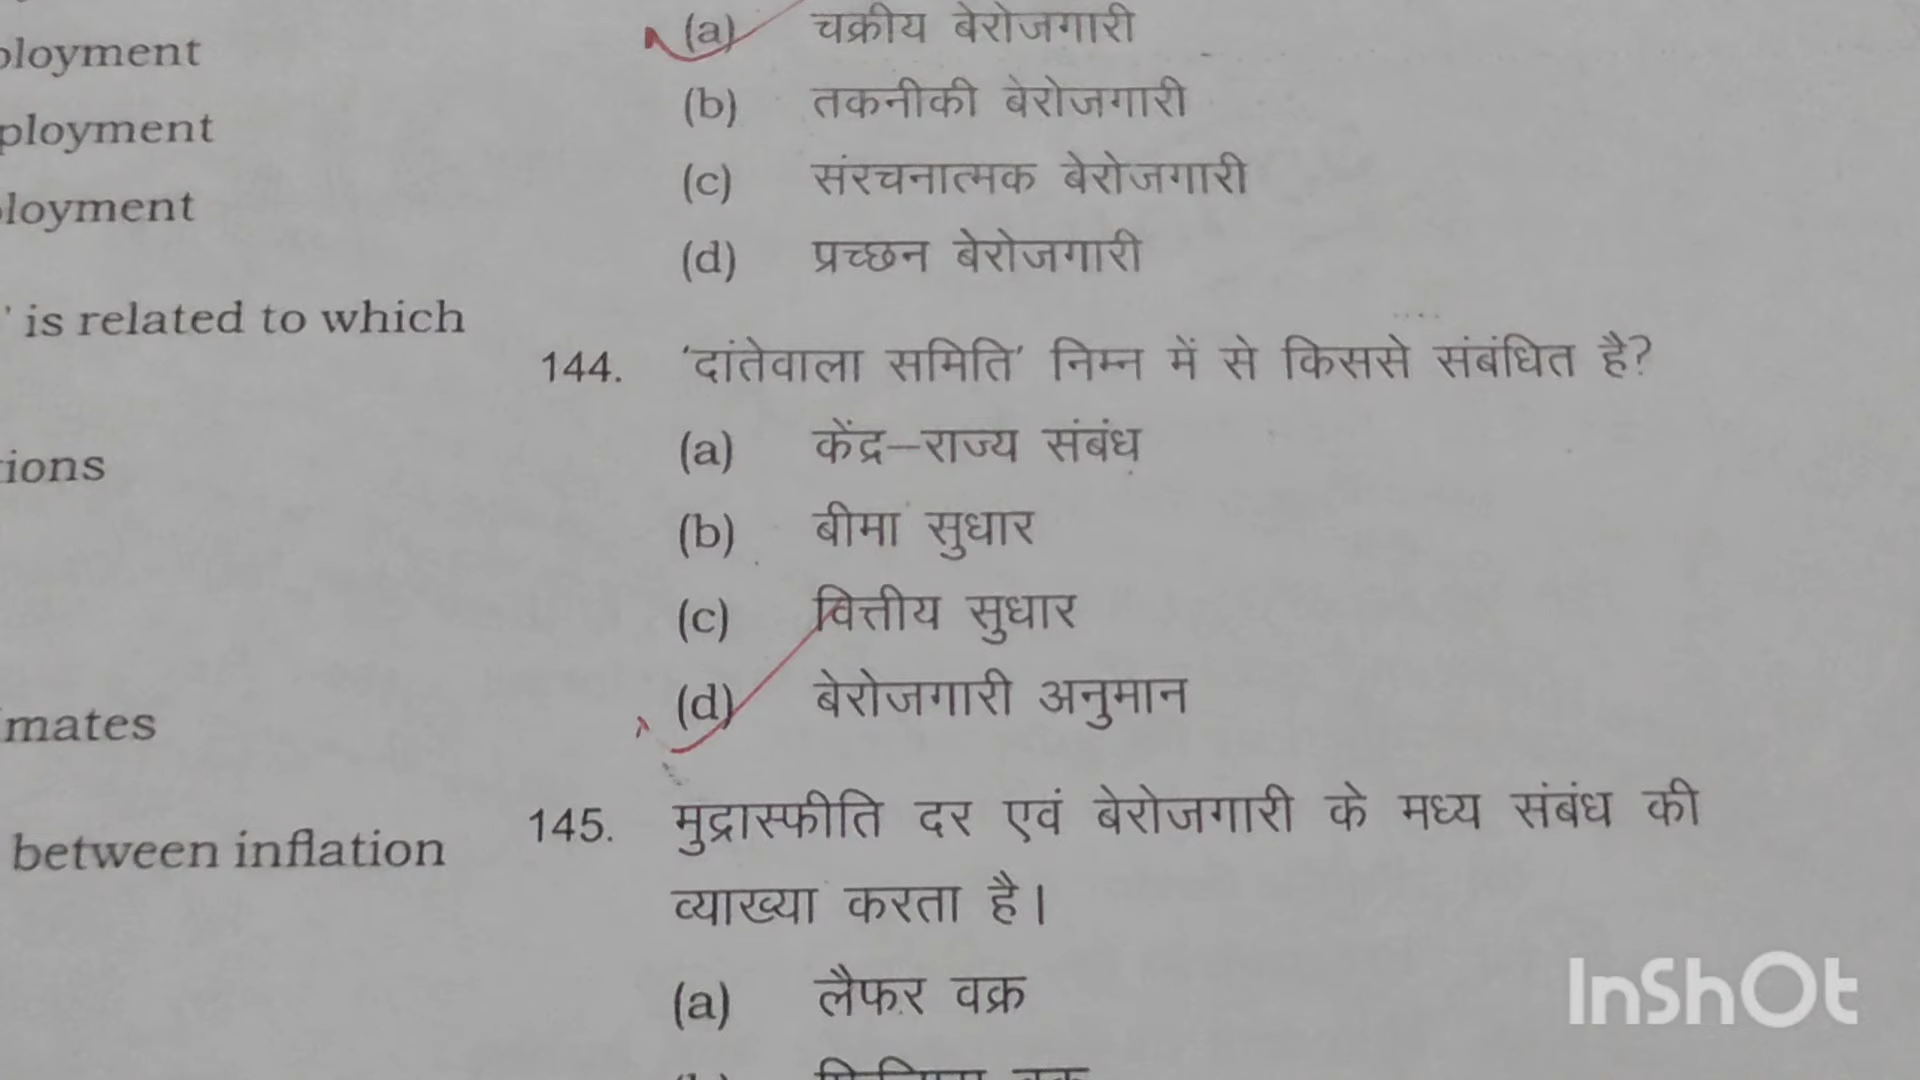 ployment
ployment
loyment
' is related to which
tions
mates
between inflation
(a) चक्रीय बेरोजगारी
(b) तकनीकी बेरोजगारी
(c) संरचनात्मक बेरोजगारी
(d) प्रच्छन बेरोजगारी
144. 'दांतेवाला समिति' निम्न में से किससे संबंधित है?
(a) केंद्र–राज्य संबंध
(b) बीमा सुधार
(c) वित्तीय सुधार
(d) बेरोजगारी अनुमान
145. मुद्रास्फीति दर एवं बेरोजगारी के मध्य संबंध की
व्याख्या करता है।
(a) लैफर वक्र
InShOt